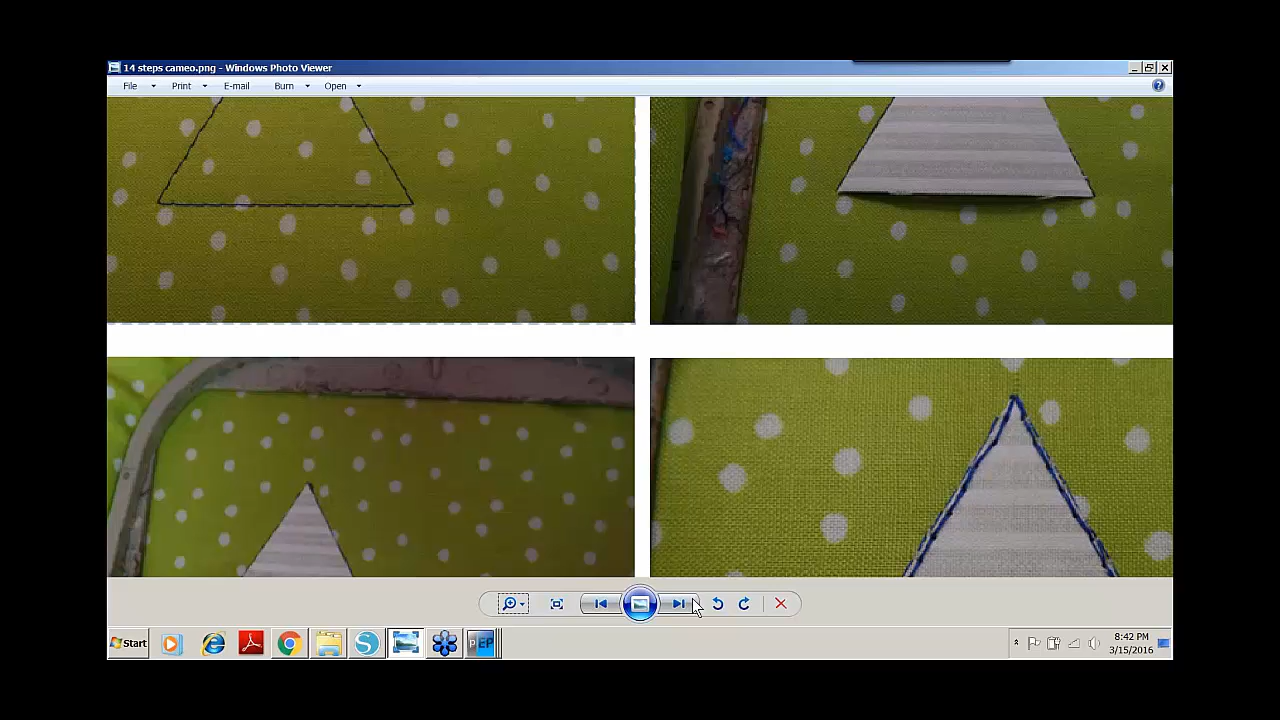 14 steps cameo.png - Windows Photo Viewer
File Print E-mail Burn Open
Start
PEP
8:42 PM
3/15/2016